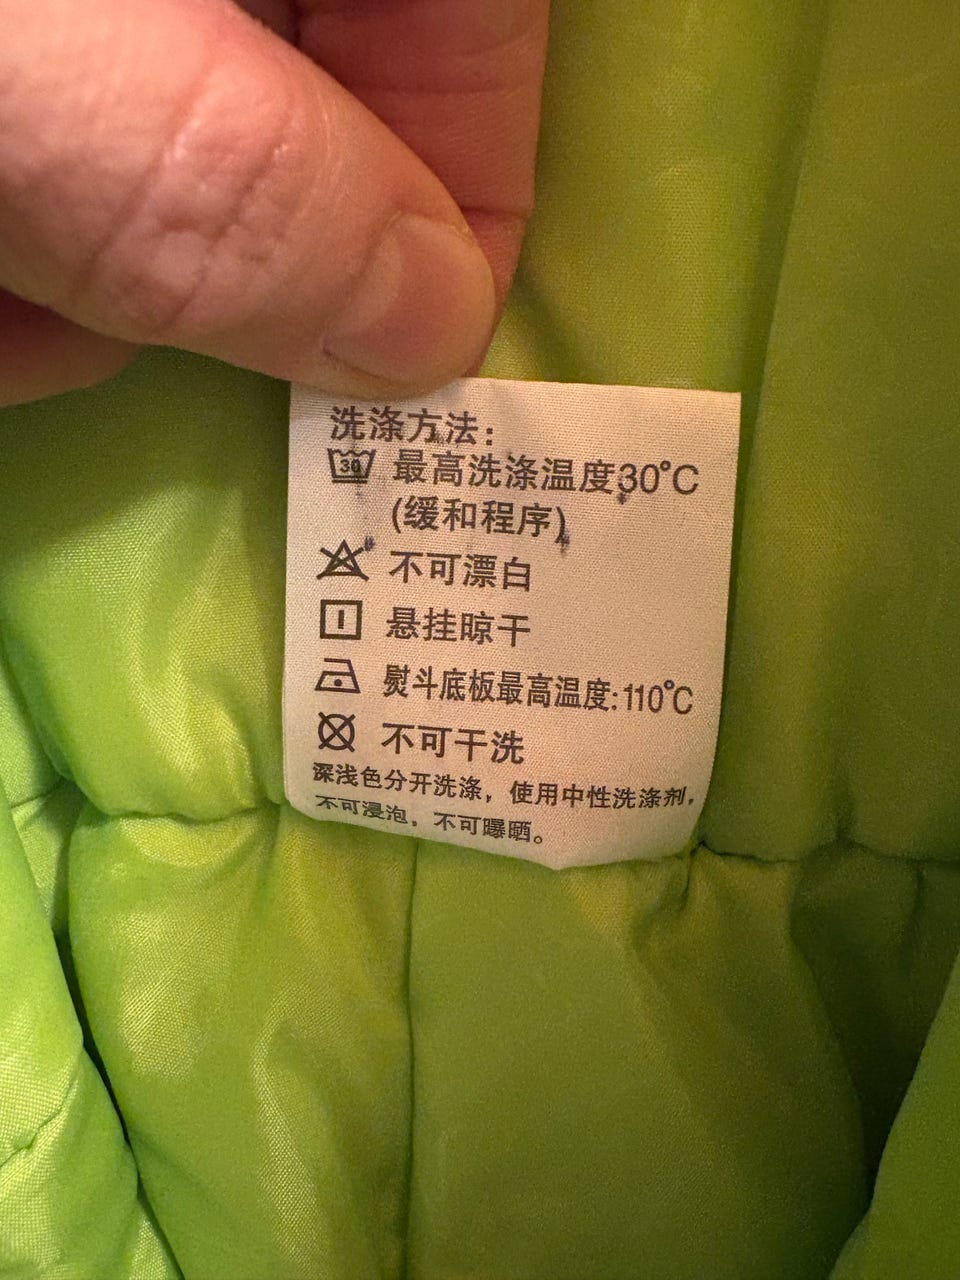 洗涤方法：
30 最高洗涤温度30°C
(缓和程序)
不可漂白
悬挂晾干
熨斗底板最高温度：110°C
不可干洗
深浅色分开洗涤，使用中性洗涤剂，
不可浸泡，不可曝晒。